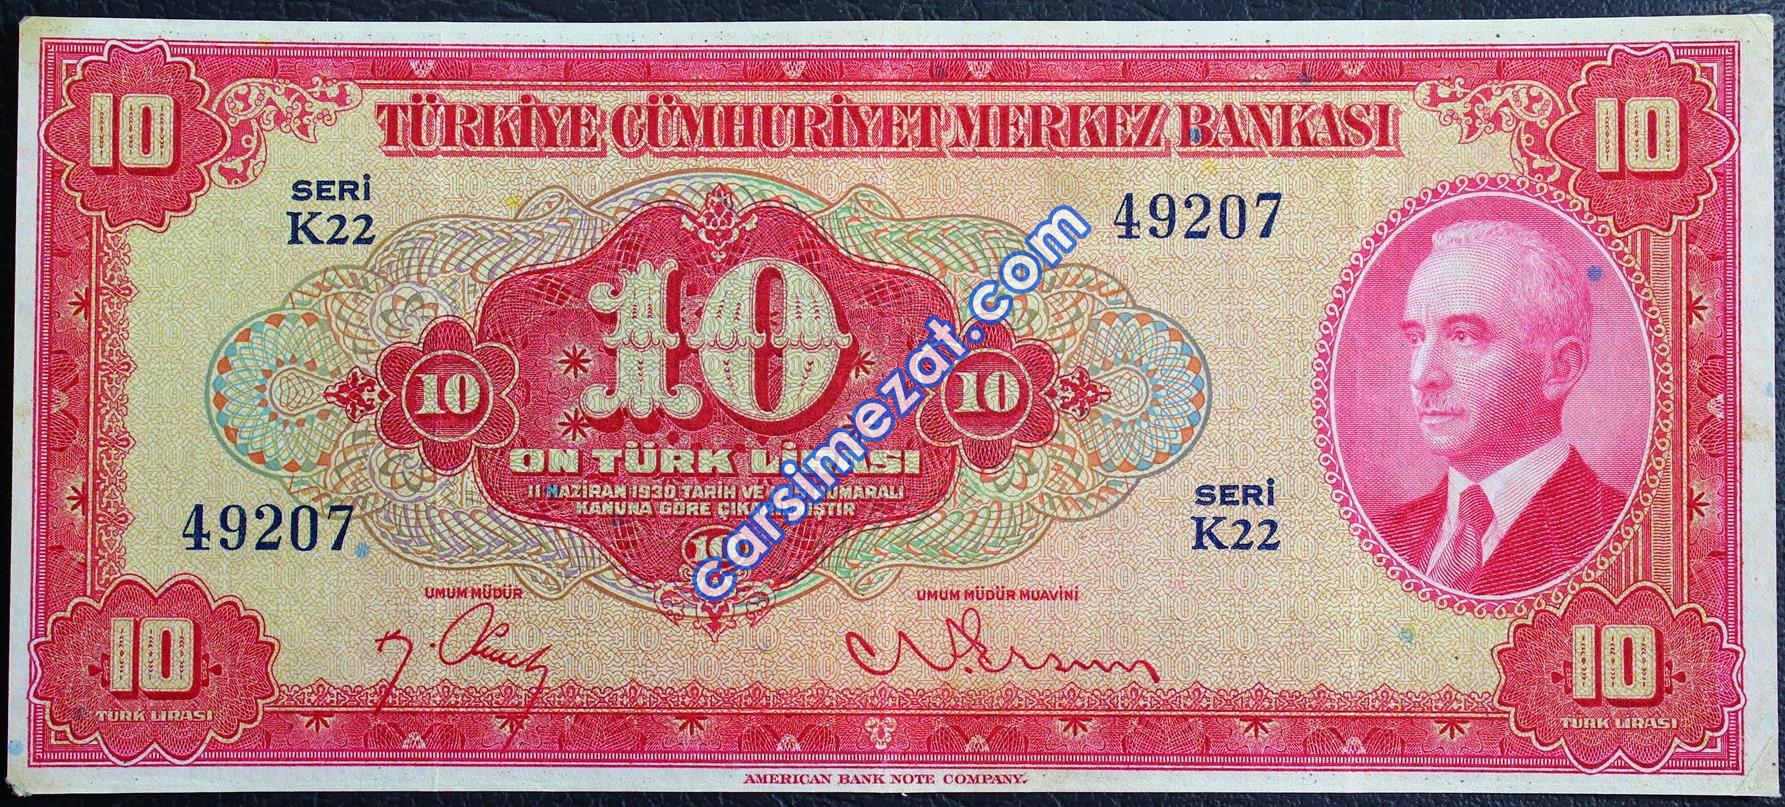 10
10
TÜRKİYE CÜMHURİYET MERKEZ BANKASI
SERİ
K22
49207
10
10
10
ON TÜRK LİRASI
11 HAZİRAN 1930 TARİH VE
KANUNA GÖRE
10
49207
SERİ
K22
UMUM MÜDÜR
UMUM MÜDÜR MUAVİNİ
10
TÜRK LİRASI
10
TÜRK LİRASI
AMERICAN BANK NOTE COMPANY.
carsimezat.com